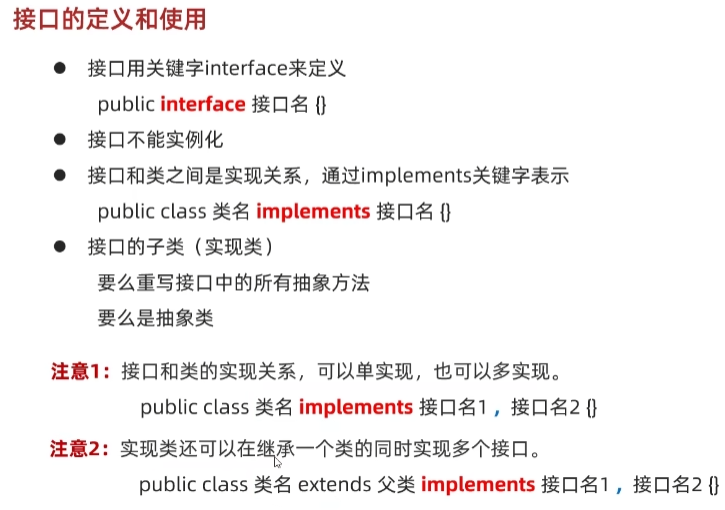 接口的定义和使用
● 接口用关键字interface来定义
public interface 接口名 {}
● 接口不能实例化
● 接口和类之间是实现关系，通过implements关键字表示
public class 类名 implements 接口名 {}
● 接口的子类（实现类）
要么重写接口中的所有抽象方法
要么是抽象类
注意1：接口和类的实现关系，可以单实现，也可以多实现。
public class 类名 implements 接口名1 ，接口名2 {}
注意2：实现类还可以在继承一个类的同时实现多个接口。
public class 类名 extends 父类 implements 接口名1 ，接口名2 {}